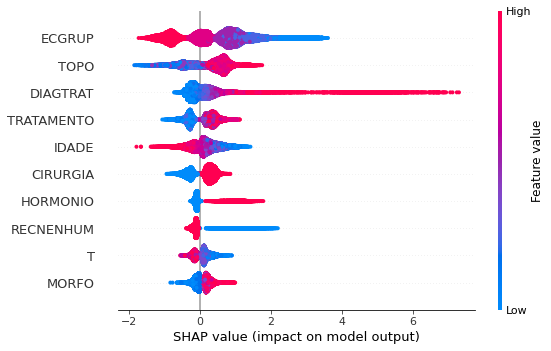 High
ECGRUP
TOPO
DIAGTRAT
TRATAMENTO
IDADE
CIRURGIA
HORMONIO
RECNENHUM
T
MORFO
Feature value
Low
−2 0 2 4 6
SHAP value (impact on model output)